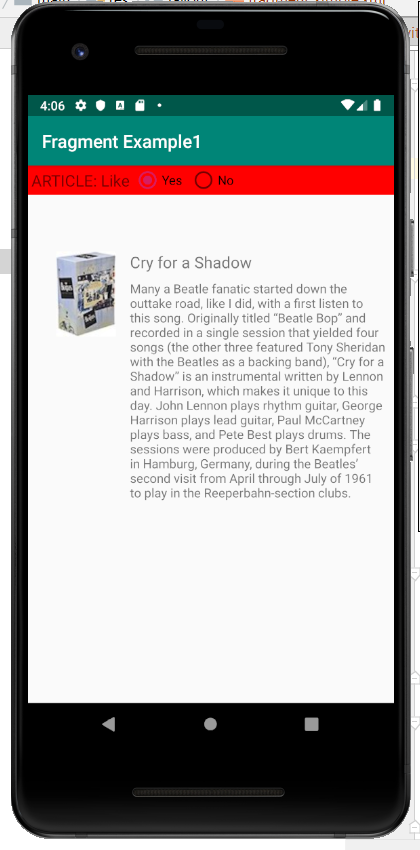 4:06
Fragment Example1
ARTICLE: Like Yes No
Cry for a Shadow
Many a Beatle fanatic started down the
outtake road, like I did, with a first listen to
this song. Originally titled “Beatle Bop” and
recorded in a single session that yielded four
songs (the other three featured Tony Sheridan
with the Beatles as a backing band), “Cry for a
Shadow” is an instrumental written by Lennon
and Harrison, which makes it unique to this
day. John Lennon plays rhythm guitar, George
Harrison plays lead guitar, Paul McCartney
plays bass, and Pete Best plays drums. The
sessions were produced by Bert Kaempfert
in Hamburg, Germany, during the Beatles’
second visit from April through July of 1961
to play in the Reeperbahn-section clubs.